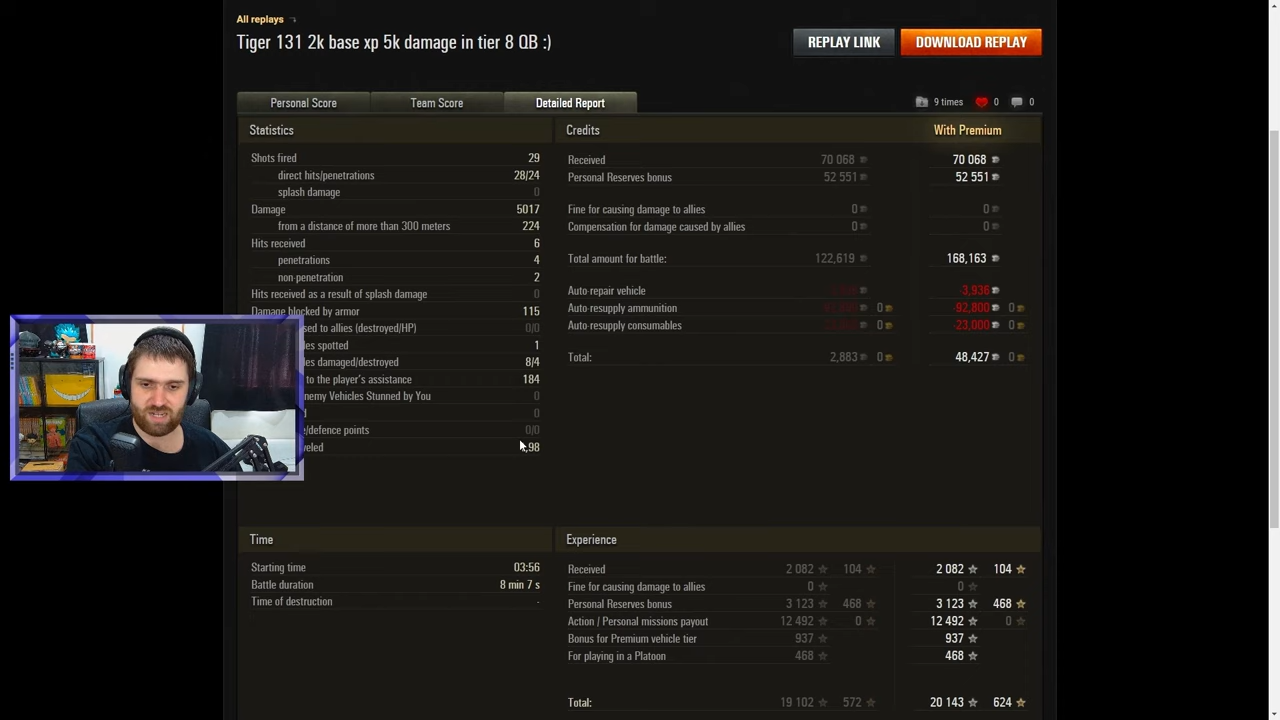 All replays
Tiger 131 2k base xp 5k damage in tier 8 QB :)
REPLAY LINK
DOWNLOAD REPLAY
Personal Score
Team Score
Detailed Report
9 times 0 0
Statistics
Shots fired 29
direct hits/penetrations 28/24
splash damage 0
Damage 5017
from a distance of more than 300 meters 224
Hits received 6
penetrations 4
non-penetration 2
Hits received as a result of splash damage 0
Damage blocked by armor 115
sed to allies (destroyed/HP) 0/0
les spotted 1
les damaged/destroyed 8/4
to the player's assistance 184
nemy Vehicles Stunned by You 0
d 0
e/defence points 0/0
veled ,98
Credits With Premium
Received 70 068 70 068
Personal Reserves bonus 52 551 52 551
Fine for causing damage to allies 0 0
Compensation for damage caused by allies 0 0
Total amount for battle: 122,619 168,163
Auto-repair vehicle -3,936
Auto-resupply ammunition 0 -92,800 0
Auto-resupply consumables 0 -23,000 0
Total: 2,883 0 48,427 0
Time
Starting time 03:56
Battle duration 8 min 7 s
Time of destruction -
Experience
Received 2 082 104 2 082 104
Fine for causing damage to allies 0 0
Personal Reserves bonus 3 123 468 3 123 468
Action / Personal missions payout 12 492 0 12 492 0
Bonus for Premium vehicle tier 937 937
For playing in a Platoon 468 468
Total: 19 102 572 20 143 624